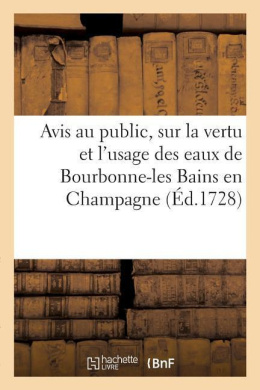 Avis au public, sur la vertu
et l'usage des eaux de
Bourbonne-les Bains en
Champagne (Éd.1728)
hachette
LIVRE
{BnF